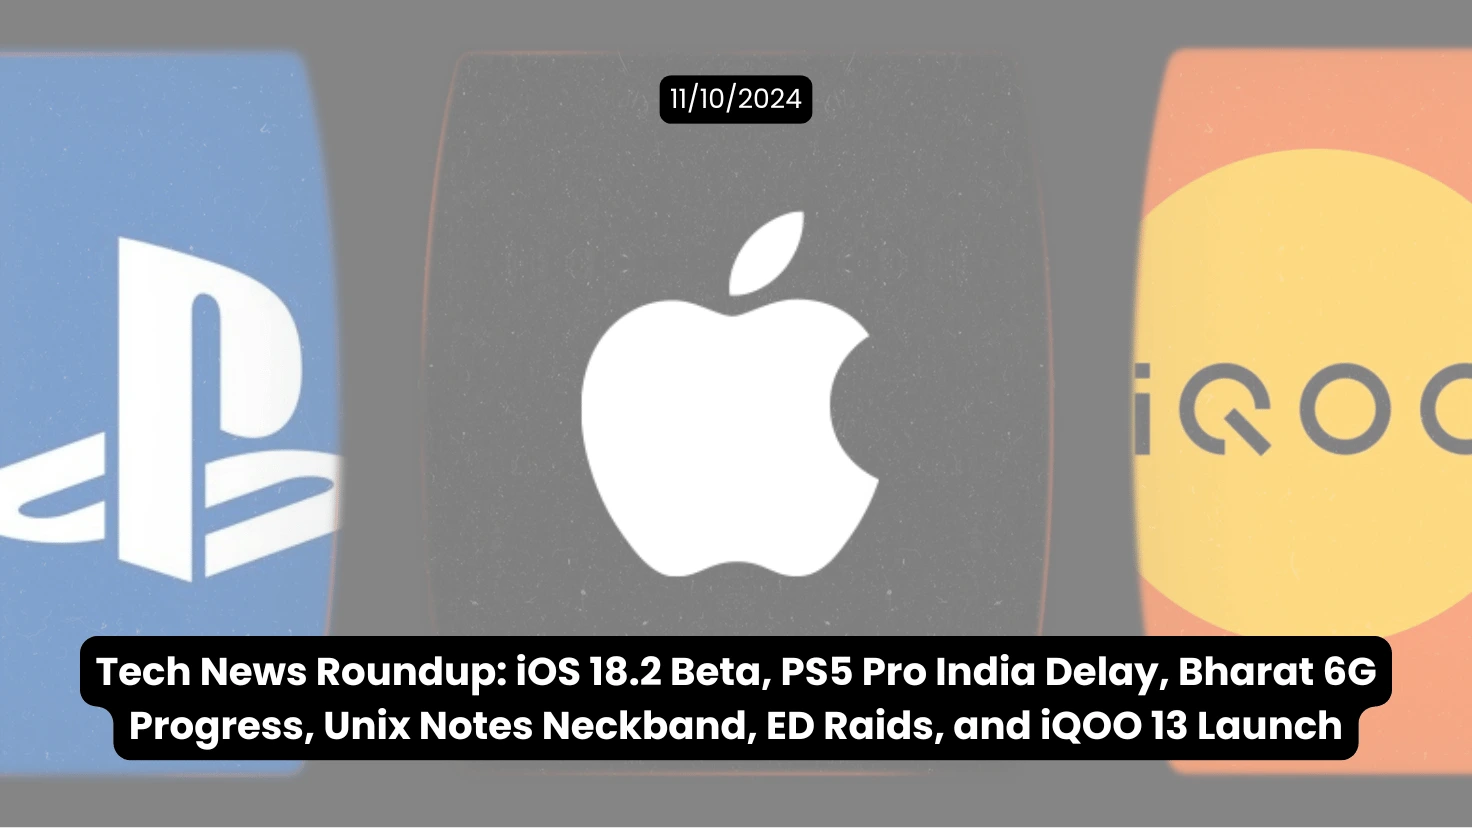 11/10/2024
iQOO
Tech News Roundup: iOS 18.2 Beta, PS5 Pro India Delay, Bharat 6G
Progress, Unix Notes Neckband, ED Raids, and iQOO 13 Launch